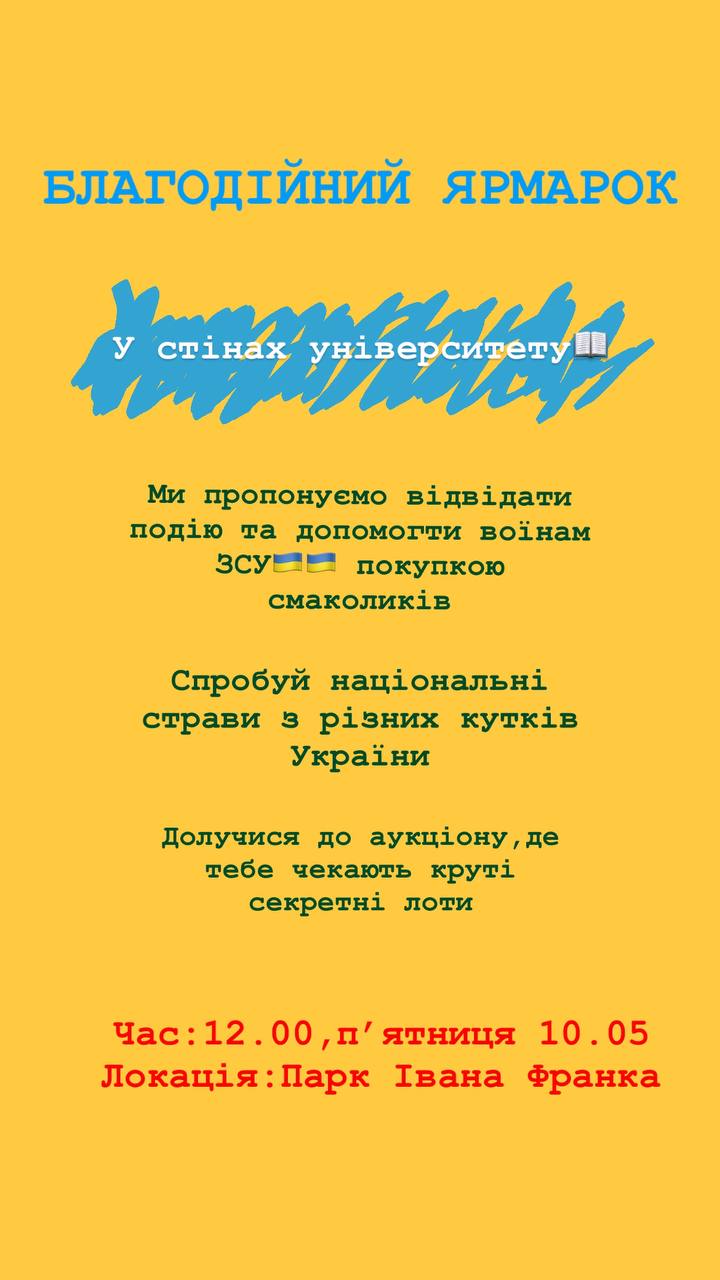 БЛАГОДІЙНИЙ ЯРМАРОК
У стінах університету📖
Ми пропонуємо відвідати
подію та допомогти воїнам
ЗСУ🇺🇦🇺🇦 покупкою
смаколиків
Спробуй національні
страви з різних кутків
України
Долучися до аукціону,де
тебе чекають круті
секретні лоти
Час:12.00,п’ятниця 10.05
Локація:Парк Івана Франка